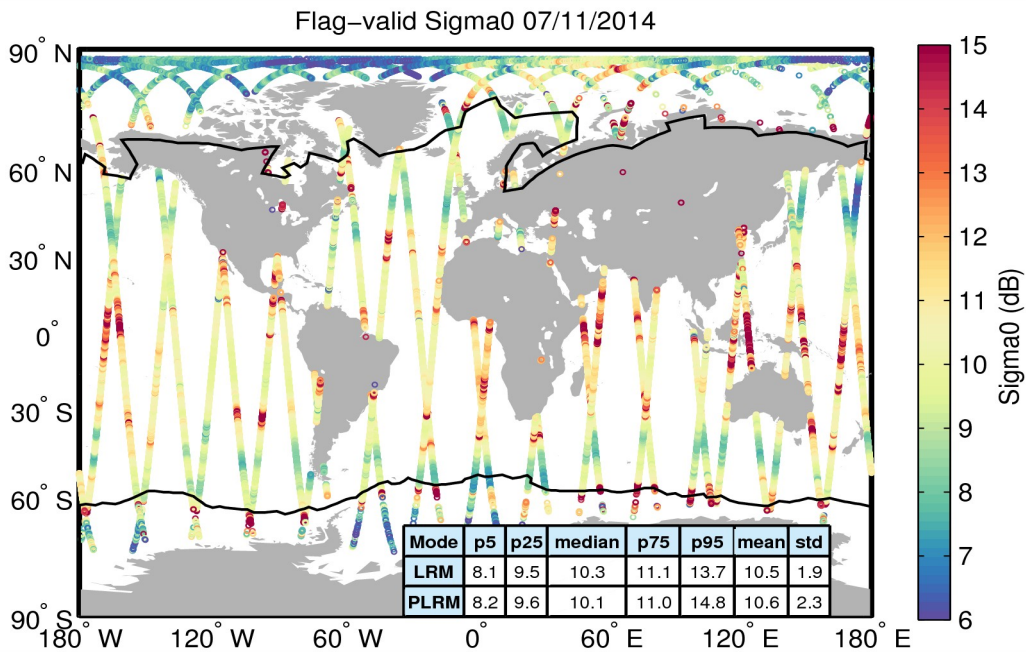 Flag−valid Sigma0 07/11/2014
90° N
60° N
30° N
0°
30° S
60° S
90° S
180° W 120° W 60° W 0° 60° E 120° E 180° E
Mode p5 p25 median p75 p95 mean std
LRM 8.1 9.5 10.3 11.1 13.7 10.5 1.9
PLRM 8.2 9.6 10.1 11.0 14.8 10.6 2.3
15
14
13
12
11
10
9
8
7
6
Sigma0 (dB)